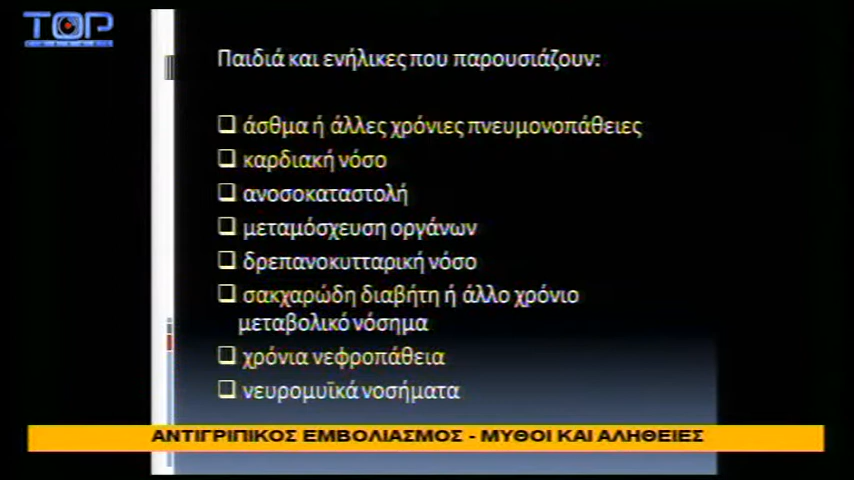 TOP
CHANNEL
Παιδιά και ενήλικες που παρουσιάζουν:
❑ άσθμα ή άλλες χρόνιες πνευμονοπάθειες
❑ καρδιακή νόσο
❑ ανοσοκαταστολή
❑ μεταμόσχευση οργάνων
❑ δρεπανοκυτταρική νόσο
❑ σακχαρώδη διαβήτη ή άλλο χρόνιο
μεταβολικό νόσημα
❑ χρόνια νεφροπάθεια
❑ νευρομυϊκά νοσήματα
ΑΝΤΙΓΡΙΠΙΚΟΣ ΕΜΒΟΛΙΑΣΜΟΣ - ΜΥΘΟΙ ΚΑΙ ΑΛΗΘΕΙΕΣ